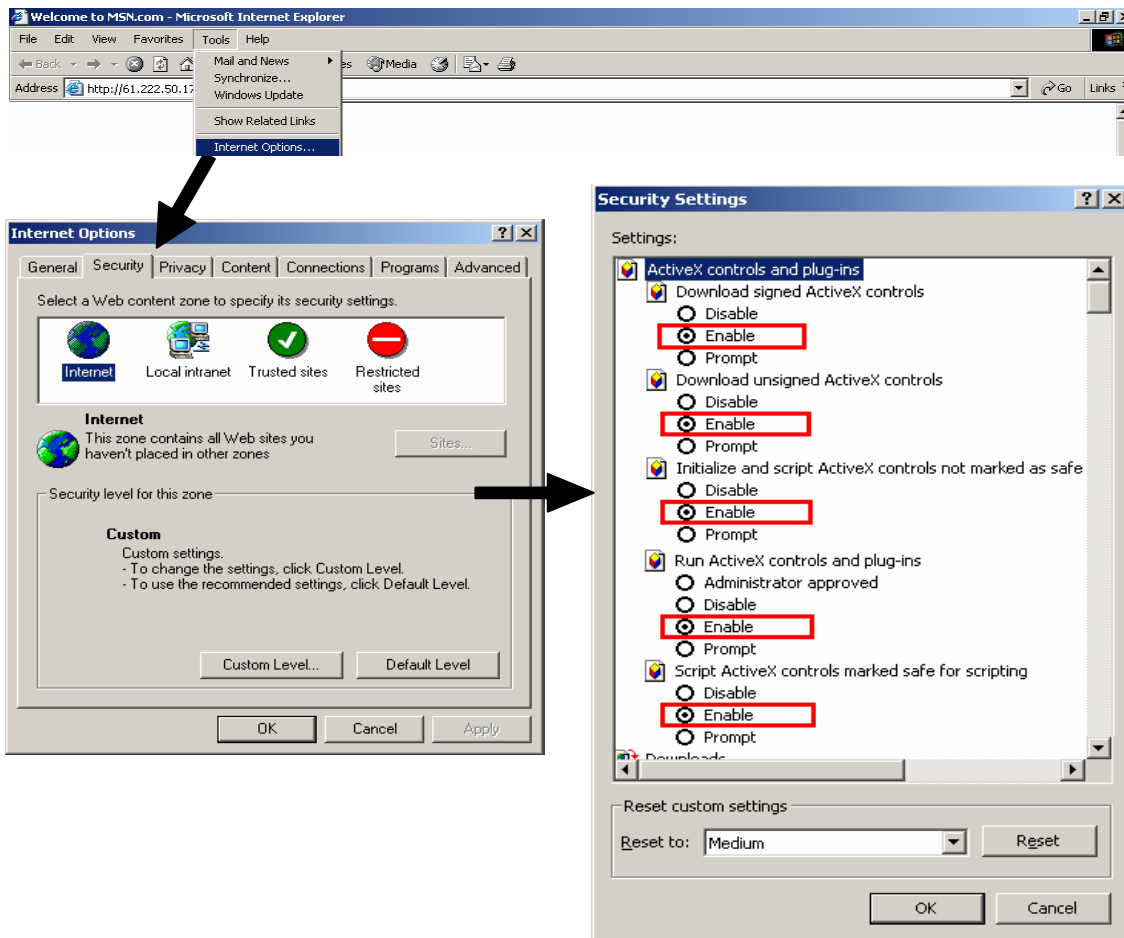 Welcome to MSN.com - Microsoft Internet Explorer
File Edit View Favorites Tools Help
Back Media
Address http://61.222.50.17 Go Links
Mail and News
Synchronize...
Windows Update
Show Related Links
Internet Options...
Internet Options
General Security Privacy Content Connections Programs Advanced
Select a Web content zone to specify its security settings.
Internet Local intranet Trusted sites Restricted sites
Internet
This zone contains all Web sites you
haven't placed in other zones
Sites...
Security level for this zone
Custom
Custom settings.
- To change the settings, click Custom Level.
- To use the recommended settings, click Default Level.
Custom Level... Default Level
OK Cancel Apply
Security Settings
Settings:
ActiveX controls and plug-ins
Download signed ActiveX controls
Disable
Enable
Prompt
Download unsigned ActiveX controls
Disable
Enable
Prompt
Initialize and script ActiveX controls not marked as safe
Disable
Enable
Prompt
Run ActiveX controls and plug-ins
Administrator approved
Disable
Enable
Prompt
Script ActiveX controls marked safe for scripting
Disable
Enable
Prompt
Downloads
Reset custom settings
Reset to: Medium Reset
OK Cancel